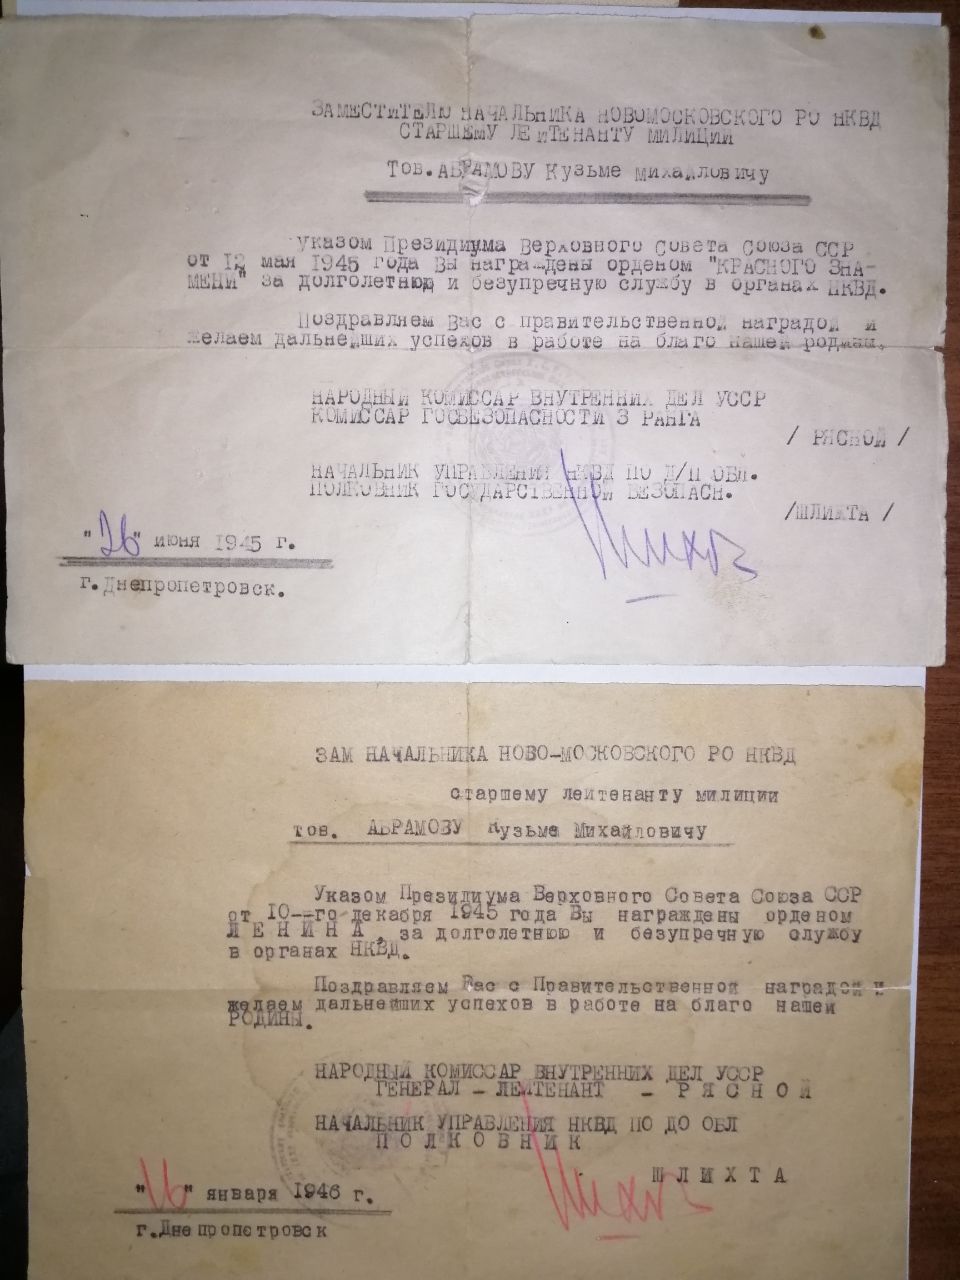 ЗАМЕСТИТЕЛЮ НАЧАЛЬНИКА НОВОМОСКОВСКОГО РО НКВД
СТАРШЕМУ ЛЕИТЕНАНТУ МИЛИЦИИ
Тов. АБРАМОВУ Кузьме Михайловичу
Указом Президиума Верховного Совета Союза ССР
от 12 мая 1945 года Вы награждены орденом "КРАСНОГО ЗНА-
МЕНИ" за долголетнюю и безупречную службу в органах НКВД.
Поздравляем Вас с правительственной наградой и
желаем дальнейших успехов в работе на благо нашей родины.
НАРОДНЫЙ КОМИССАР ВНУТРЕННИХ ДЕЛ УССР
КОМИССАР ГОСБЕЗОПАСНОСТИ 3 РАНГА
/ РЯСНОЙ /
НАЧАЛЬНИК УПРАВЛЕНИЯ НКВД ПО Д/П ОБЛ.
ПОЛКОВНИК ГОСУДАРСТВЕННОЙ БЕЗОПАСН.
/ШЛИХТА /
"26" июня 1945 г.
г. Днепропетровск.
ЗАМ НАЧАЛЬНИКА НОВО-МОСКОВСКОГО РО НКВД
старшему лейтенанту милиции
тов. АБРАМОВУ Кузьме Михайловичу
Указом Президиума Верховного Совета Союза ССР
от 10-го декабря 1945 года Вы награждены орденом
ЛЕНИНА, за долголетнюю и безупречную службу
в органах НКВД.
Поздравляем Вас с Правительственной наградой и
желаем дальнейших успехов в работе на благо нашей
РОДИНЫ.
НАРОДНЫЙ КОМИССАР ВНУТРЕННИХ ДЕЛ УССР
ГЕНЕРАЛ - ЛЕЙТЕНАНТ - РЯСНОЙ
НАЧАЛЬНИК УПРАВЛЕНИЯ НКВД ПО ДО ОБЛ
ПОЛКОВНИК
ШЛИХТА
"16" января 1946 г.
г. Днепропетровск